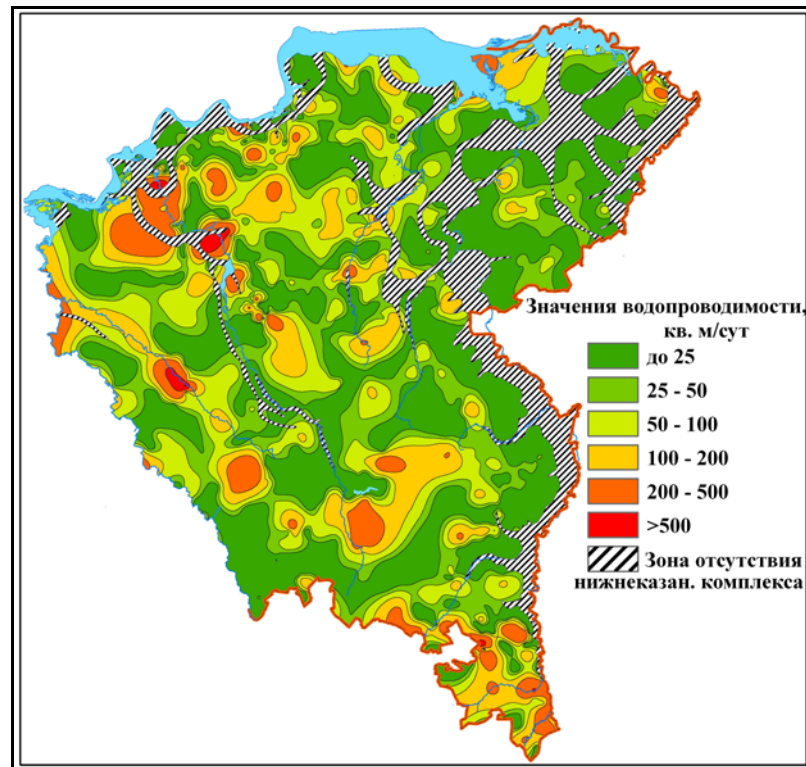 Значения водопроводимости,
кв. м/сут
до 25
25 - 50
50 - 100
100 - 200
200 - 500
>500
Зона отсутствия
нижнеказан. комплекса